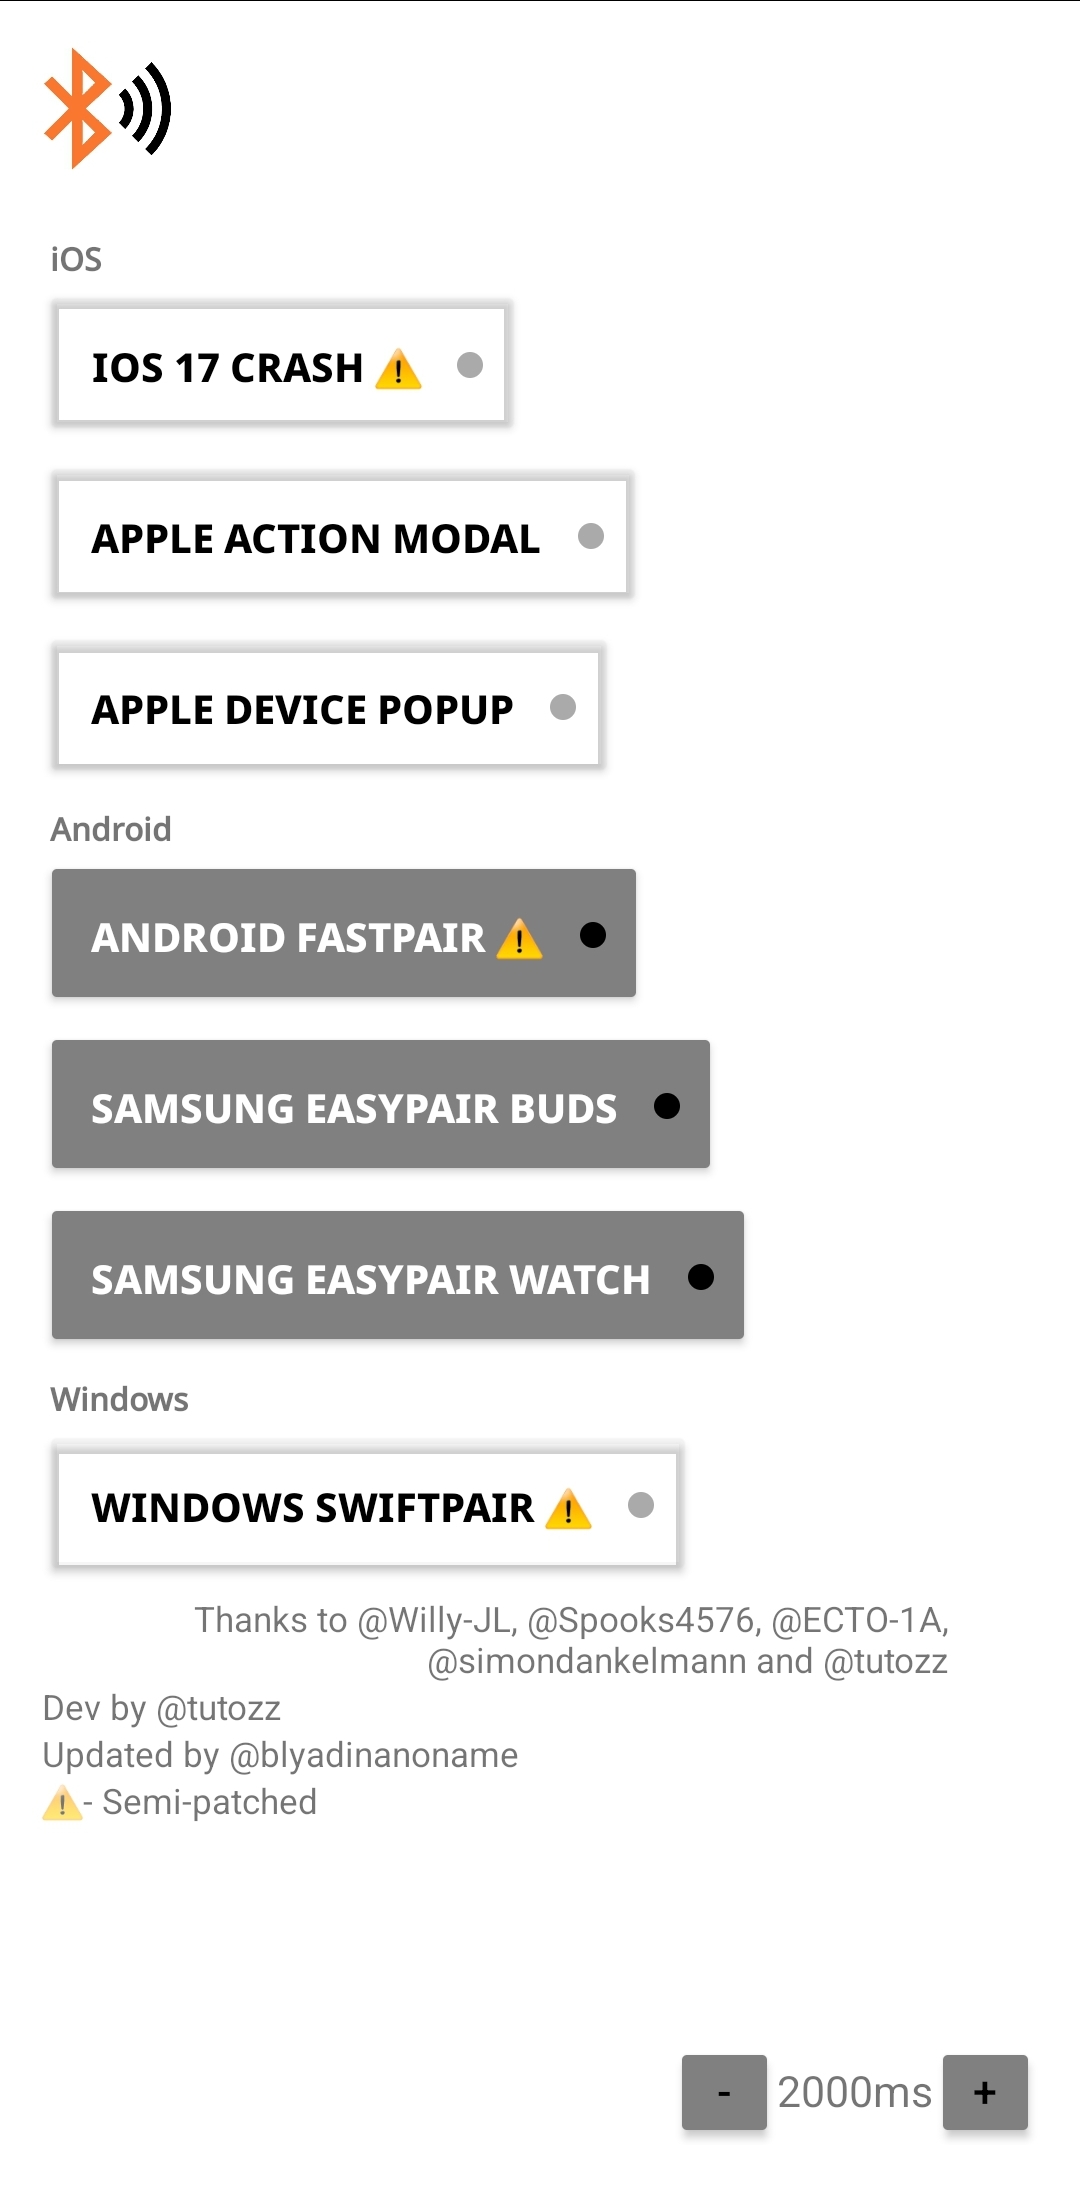 iOS
IOS 17 CRASH ⚠️
APPLE ACTION MODAL
APPLE DEVICE POPUP
Android
ANDROID FASTPAIR ⚠️
SAMSUNG EASYPAIR BUDS
SAMSUNG EASYPAIR WATCH
Windows
WINDOWS SWIFTPAIR ⚠️
Thanks to @Willy-JL, @Spooks4576, @ECTO-1A,
@simondankelmann and @tutozz
Dev by @tutozz
Updated by @blyadinanoname
⚠️- Semi-patched
- 2000ms +